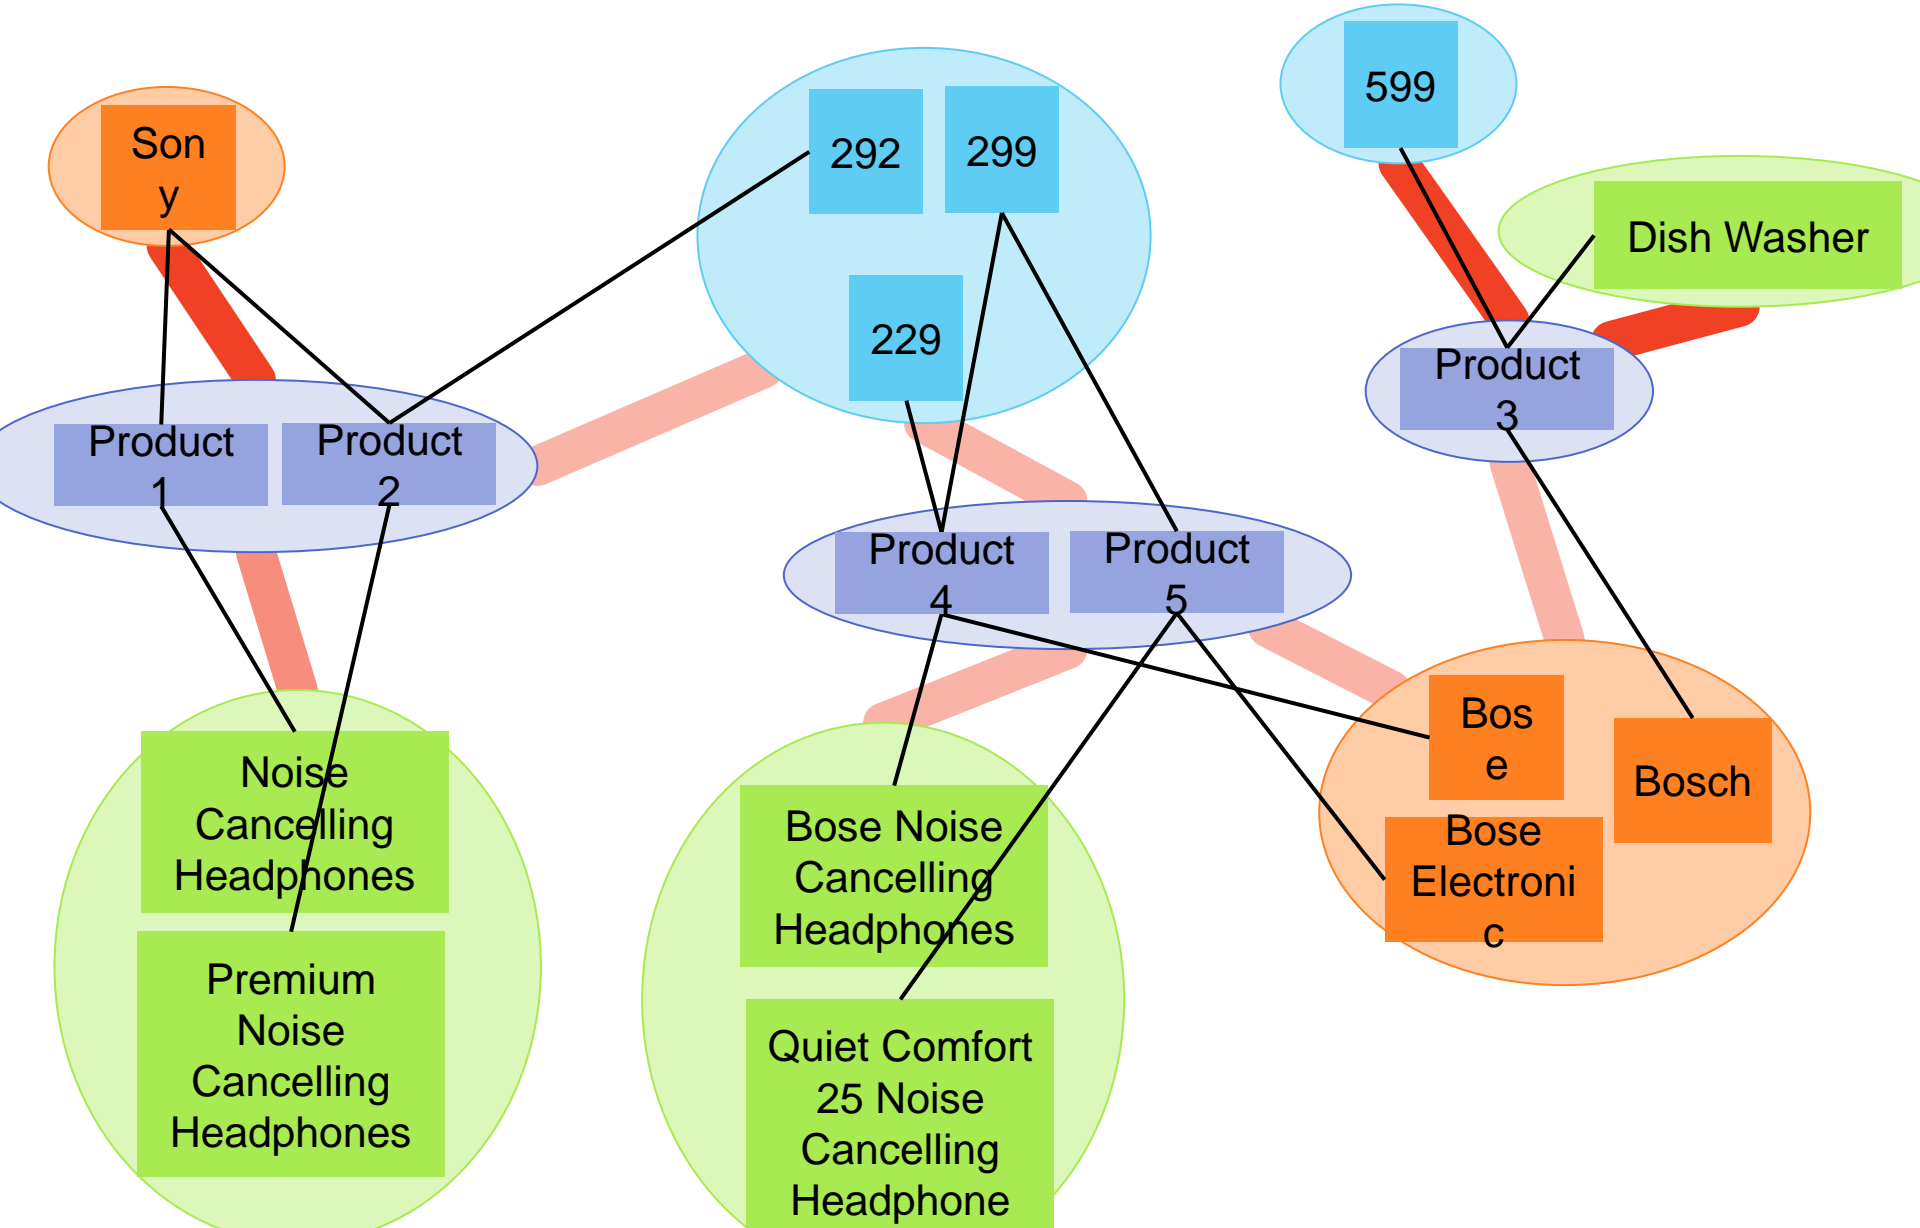 Son
y
292
299
229
599
Dish Washer
Product
1
Product
2
Product
3
Product
4
Product
5
Noise
Cancelling
Headphones
Premium
Noise
Cancelling
Headphones
Bose Noise
Cancelling
Headphones
Quiet Comfort
25 Noise
Cancelling
Headphone
Bos
e
Bosch
Bose
Electroni
c